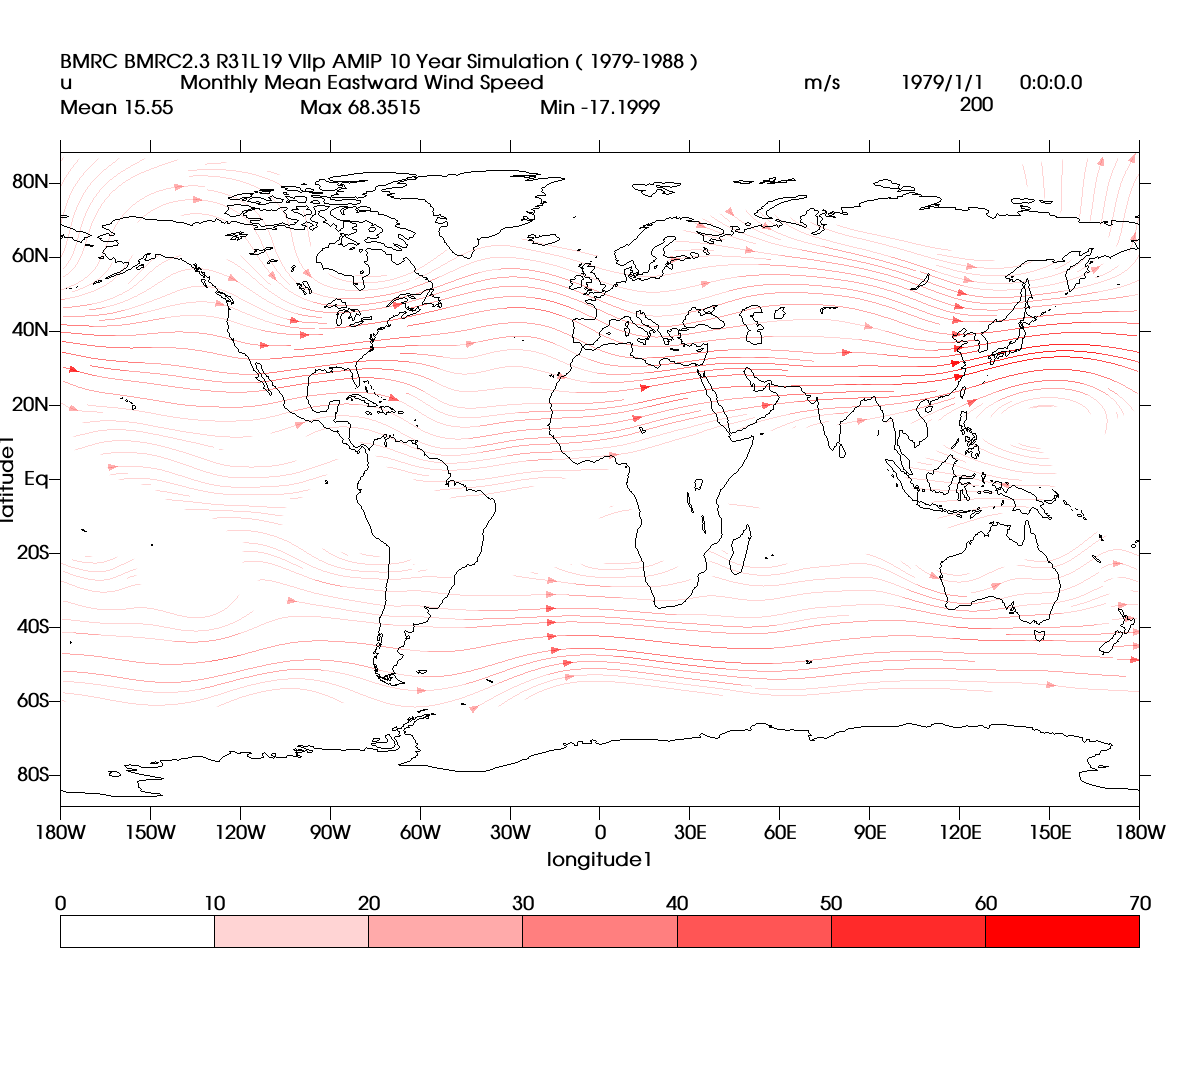 BMRC BMRC2.3 R31L19 VIIp AMIP 10 Year Simulation ( 1979-1988 )
u Monthly Mean Eastward Wind Speed m/s 1979/1/1 0:0:0.0
Mean 15.55 Max 68.3515 Min -17.1999 200
80N
60N
40N
20N
Eq
20S
40S
60S
80S
latitude1
180W 150W 120W 90W 60W 30W 0 30E 60E 90E 120E 150E 180W
longitude1
0 10 20 30 40 50 60 70